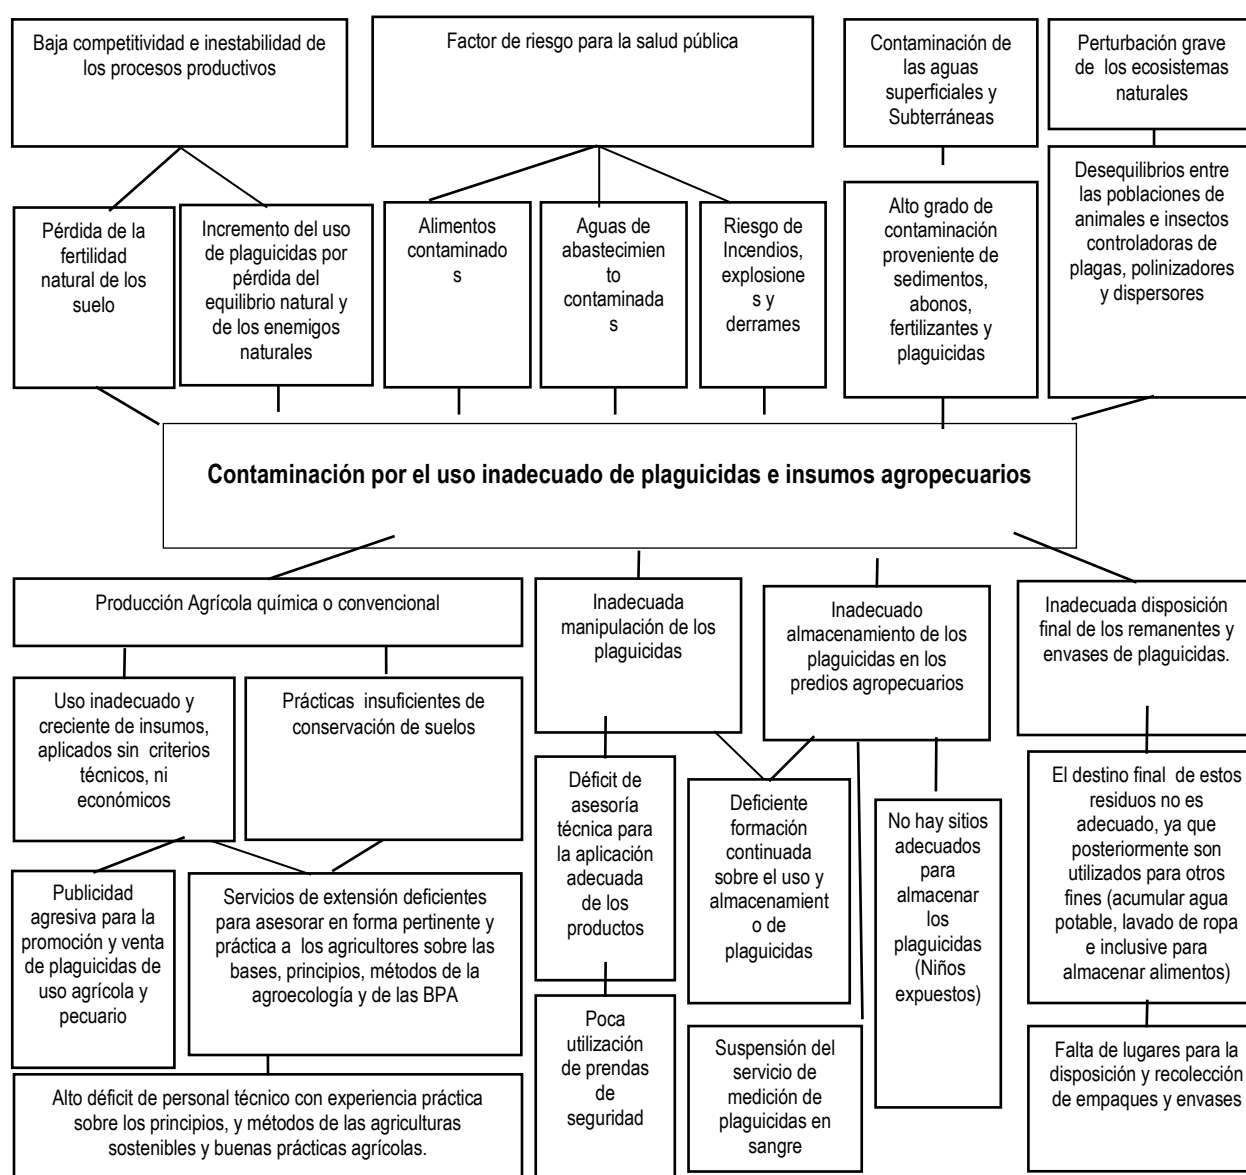 Baja competitividad e inestabilidad de
los procesos productivos
Factor de riesgo para la salud pública
Contaminación de
las aguas
superficiales y
Subterráneas
Perturbación grave
de los ecosistemas
naturales
Pérdida de la
fertilidad
natural de los
suelo
Incremento del uso
de plaguicidas por
pérdida del
equilibrio natural y
de los enemigos
naturales
Alimentos
contaminado
s
Aguas de
abastecimien
to
contaminada
s
Riesgo de
Incendios,
explosione
s y
derrames
Alto grado de
contaminación
proveniente de
sedimentos,
abonos,
fertilizantes y
plaguicidas
Desequilibrios entre
las poblaciones de
animales e insectos
controladoras de
plagas, polinizadores
y dispersores
Contaminación por el uso inadecuado de plaguicidas e insumos agropecuarios
Producción Agrícola química o convencional
Inadecuada
manipulación de los
plaguicidas
Inadecuado
almacenamiento de los
plaguicidas en los
predios agropecuarios
Inadecuada disposición
final de los remanentes y
envases de plaguicidas.
Uso inadecuado y
creciente de insumos,
aplicados sin criterios
técnicos, ni
económicos
Prácticas insuficientes de
conservación de suelos
Déficit de
asesoría
técnica para
la aplicación
adecuada
de los
productos
Deficiente
formación
continuada
sobre el uso y
almacenamient
o de
plaguicidas
No hay sitios
adecuados
para
almacenar
los
plaguicidas
(Niños
expuestos)
El destino final de estos
residuos no es
adecuado, ya que
posteriormente son
utilizados para otros
fines (acumular agua
potable, lavado de ropa
e inclusive para
almacenar alimentos)
Publicidad
agresiva para la
promoción y venta
de plaguicidas de
uso agrícola y
pecuario
Servicios de extensión deficientes
para asesorar en forma pertinente y
práctica a los agricultores sobre las
bases, principios, métodos de la
agroecología y de las BPA
Poca
utilización
de prendas
de
seguridad
Suspensión del
servicio de
medición de
plaguicidas en
sangre
Falta de lugares para la
disposición y recolección
de empaques y envases
Alto déficit de personal técnico con experiencia práctica
sobre los principios, y métodos de las agriculturas
sostenibles y buenas prácticas agrícolas.